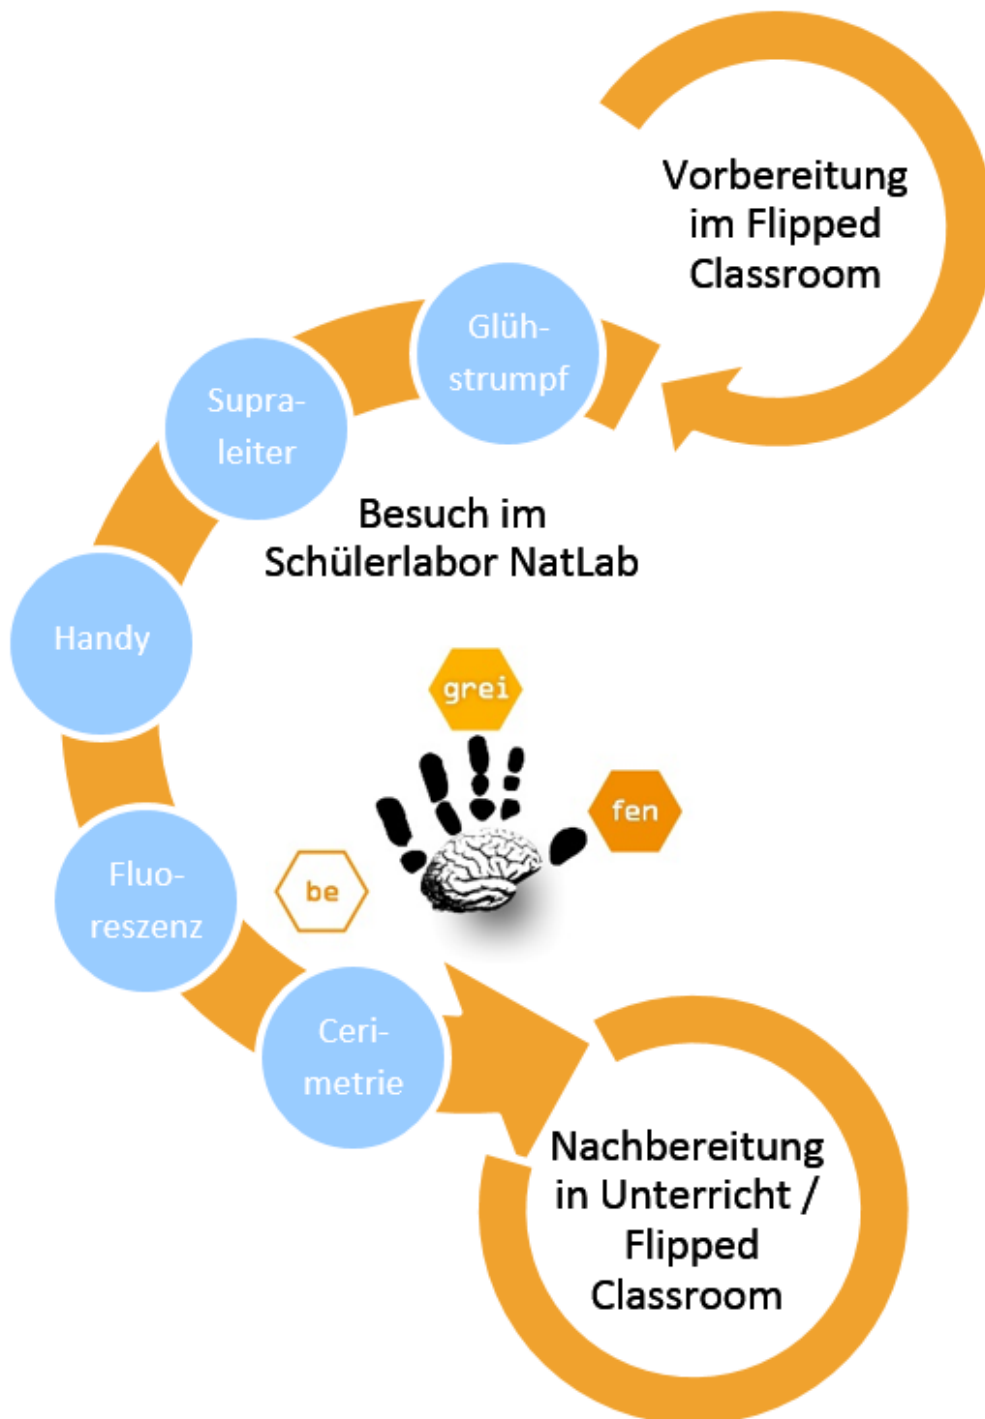 Vorbereitung
im Flipped
Classroom
Glüh-
strumpf
Supra-
leiter
Besuch im
Schülerlabor NatLab
Handy
grei
fen
be
Fluo-
reszenz
Ceri-
metrie
Nachbereitung
in Unterricht /
Flipped
Classroom